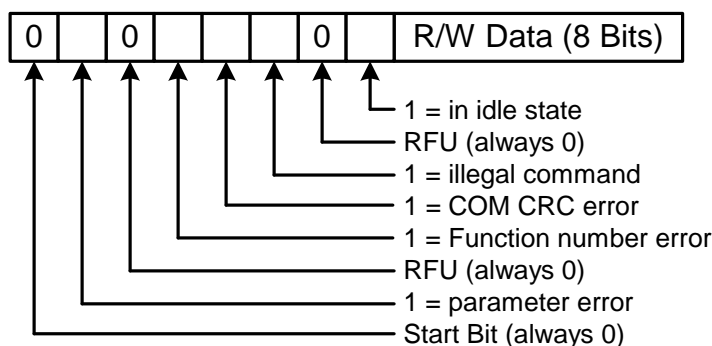 0 0 0 R/W Data (8 Bits)
1 = in idle state
RFU (always 0)
1 = illegal command
1 = COM CRC error
1 = Function number error
RFU (always 0)
1 = parameter error
Start Bit (always 0)